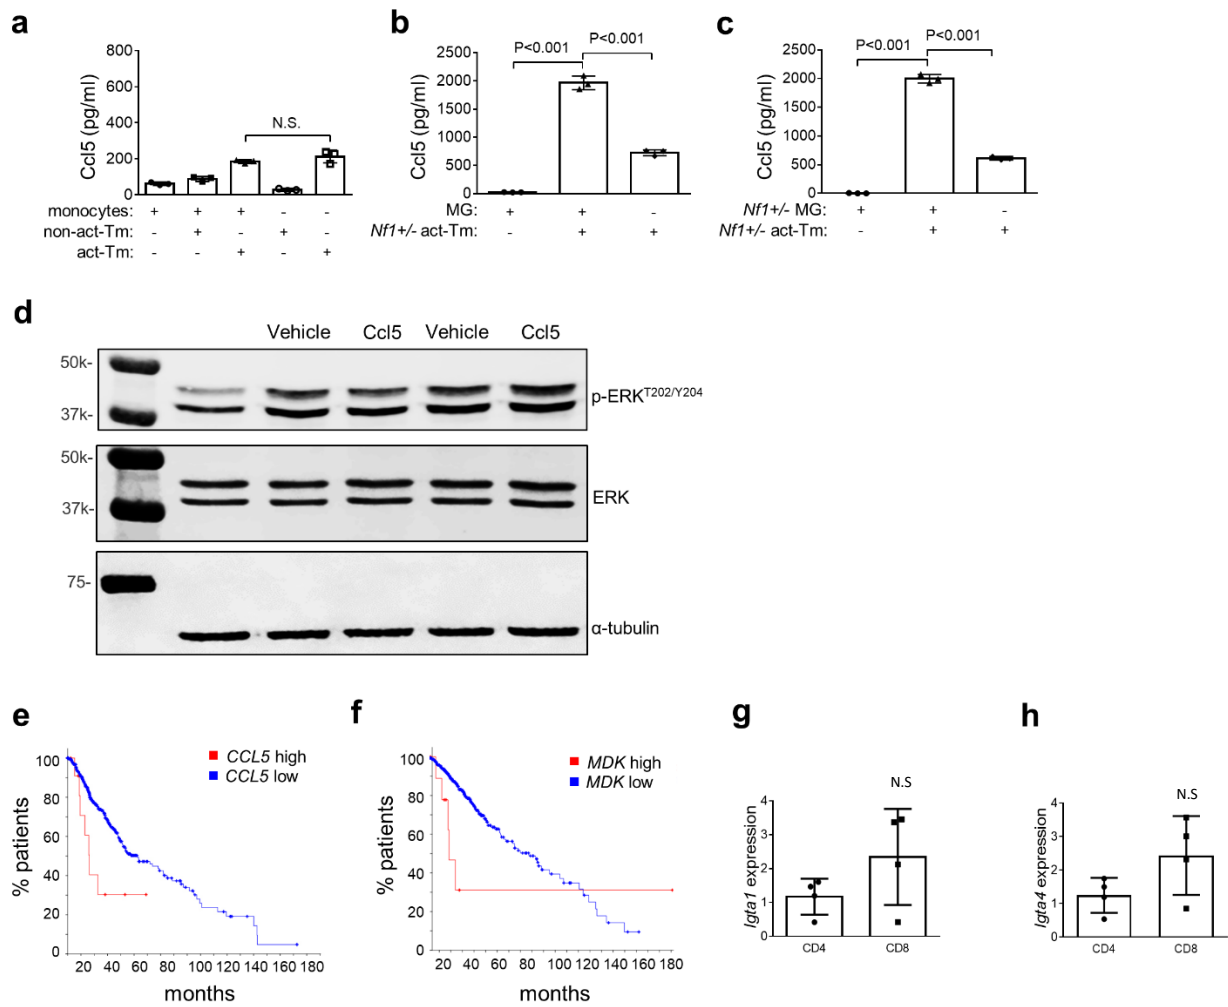 a
800
600
400
200
0
Ccl5 (pg/ml)
N.S.
monocytes: + + + - -
non-act-Tm: - + - + -
act-Tm: - - + - +
b
P<0.001 P<0.001
2500
2000
1500
1000
500
0
Ccl5 (pg/ml)
MG: + + -
Nf1+/- act-Tm: - + +
c
P<0.001 P<0.001
2500
2000
1500
1000
500
0
Ccl5 (pg/ml)
Nf1+/- MG: + + -
Nf1+/- act-Tm: - + +
d
Vehicle Ccl5 Vehicle Ccl5
50k-
37k-
p-ERKT202/Y204
50k-
37k-
ERK
75-
α-tubulin
e
CCL5 high
CCL5 low
100
80
60
40
20
0
% patients
20 40 60 80 100 120 140 160 180
months
f
MDK high
MDK low
100
80
60
40
20
0
% patients
20 40 60 80 100 120 140 160 180
months
g
N.S
4
3
2
1
0
Igta1 expression
CD4 CD8
h
N.S
4
3
2
1
0
Igta4 expression
CD4 CD8